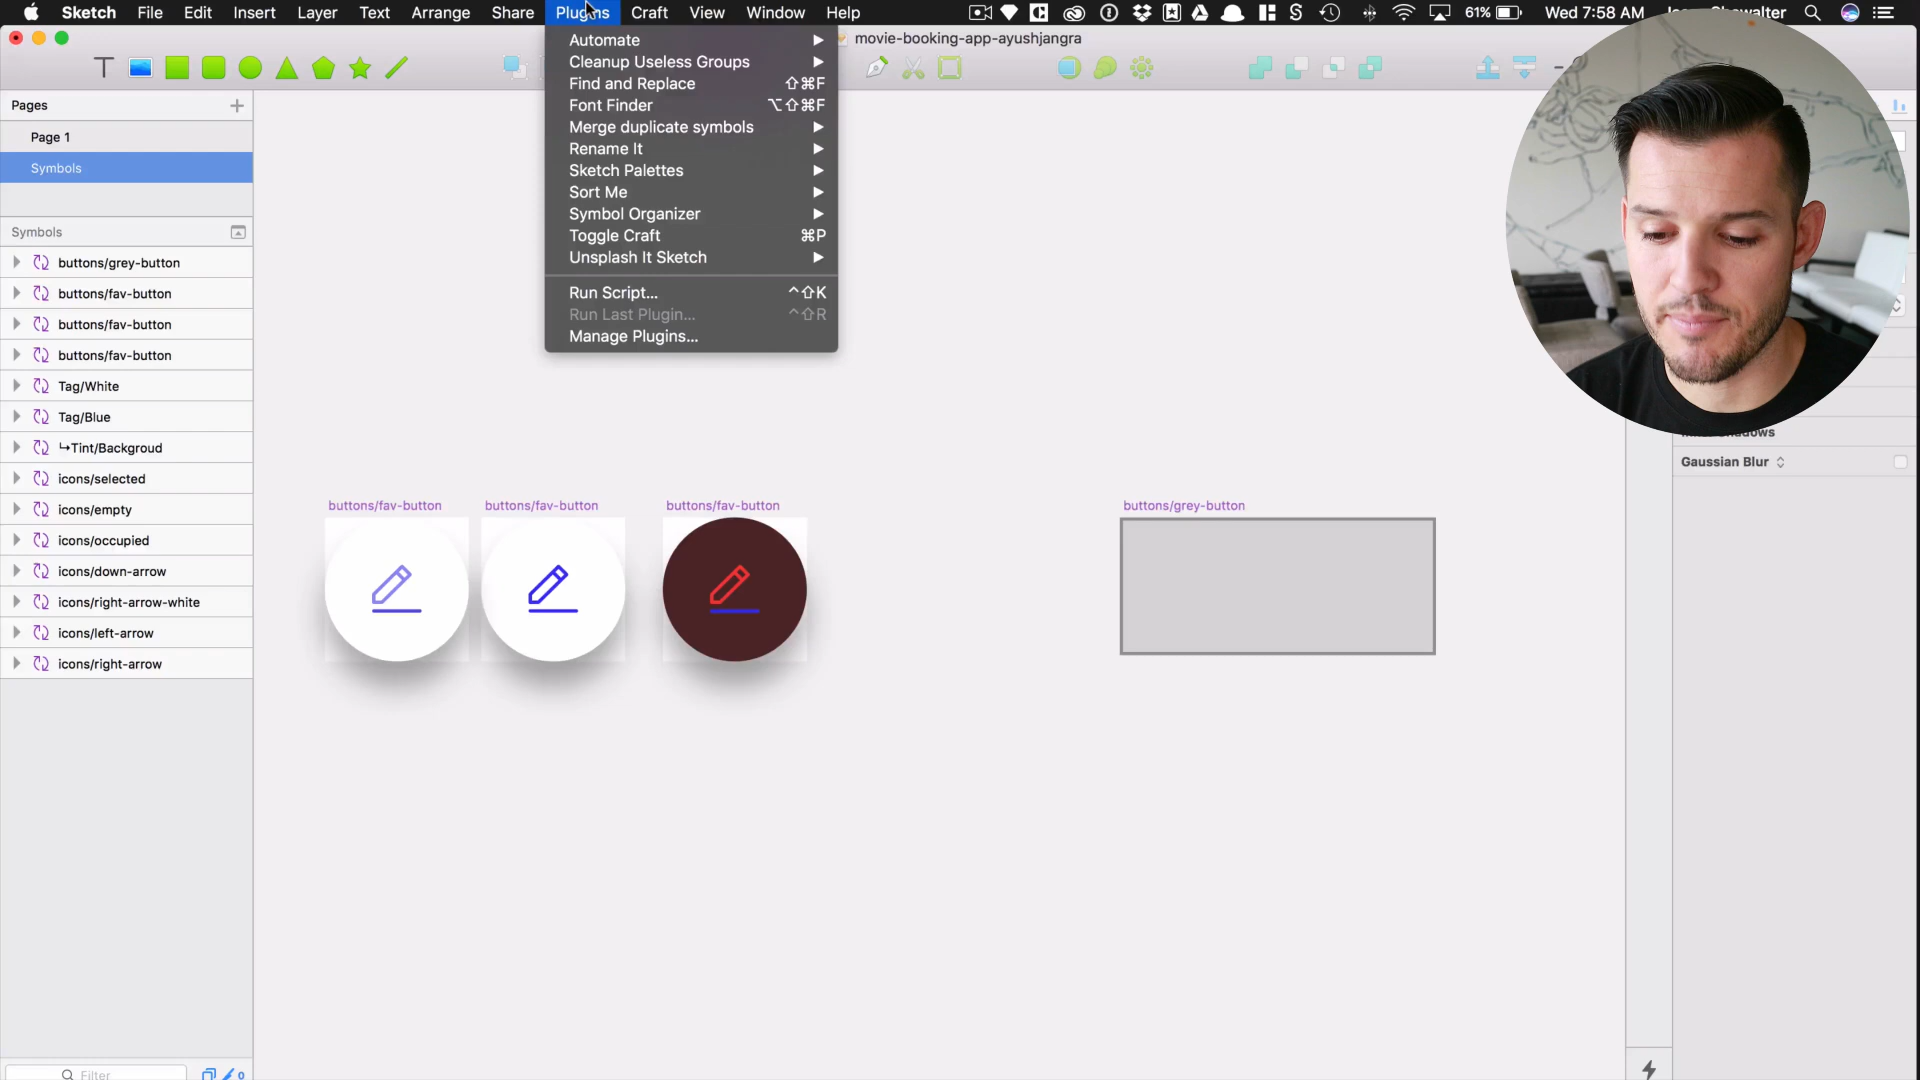 Sketch File Edit Insert Layer Text Arrange Share Plugins Craft View Window Help 61% Wed 7:58 AM
movie-booking-app-ayushjangra
Automate
Cleanup Useless Groups
Find and Replace ⇧⌘F
Font Finder ⌥⇧⌘F
Merge duplicate symbols
Rename It
Sketch Palettes
Sort Me
Symbol Organizer
Toggle Craft ⌘P
Unsplash It Sketch
Run Script... ^⇧K
Run Last Plugin... ^⇧R
Manage Plugins...
Pages
Page 1
Symbols
Symbols
buttons/grey-button
buttons/fav-button
buttons/fav-button
buttons/fav-button
Tag/White
Tag/Blue
↪Tint/Backgroud
icons/selected
icons/empty
icons/occupied
icons/down-arrow
icons/right-arrow-white
icons/left-arrow
icons/right-arrow
Filter
0
buttons/fav-button buttons/fav-button buttons/fav-button buttons/grey-button
Gaussian Blur